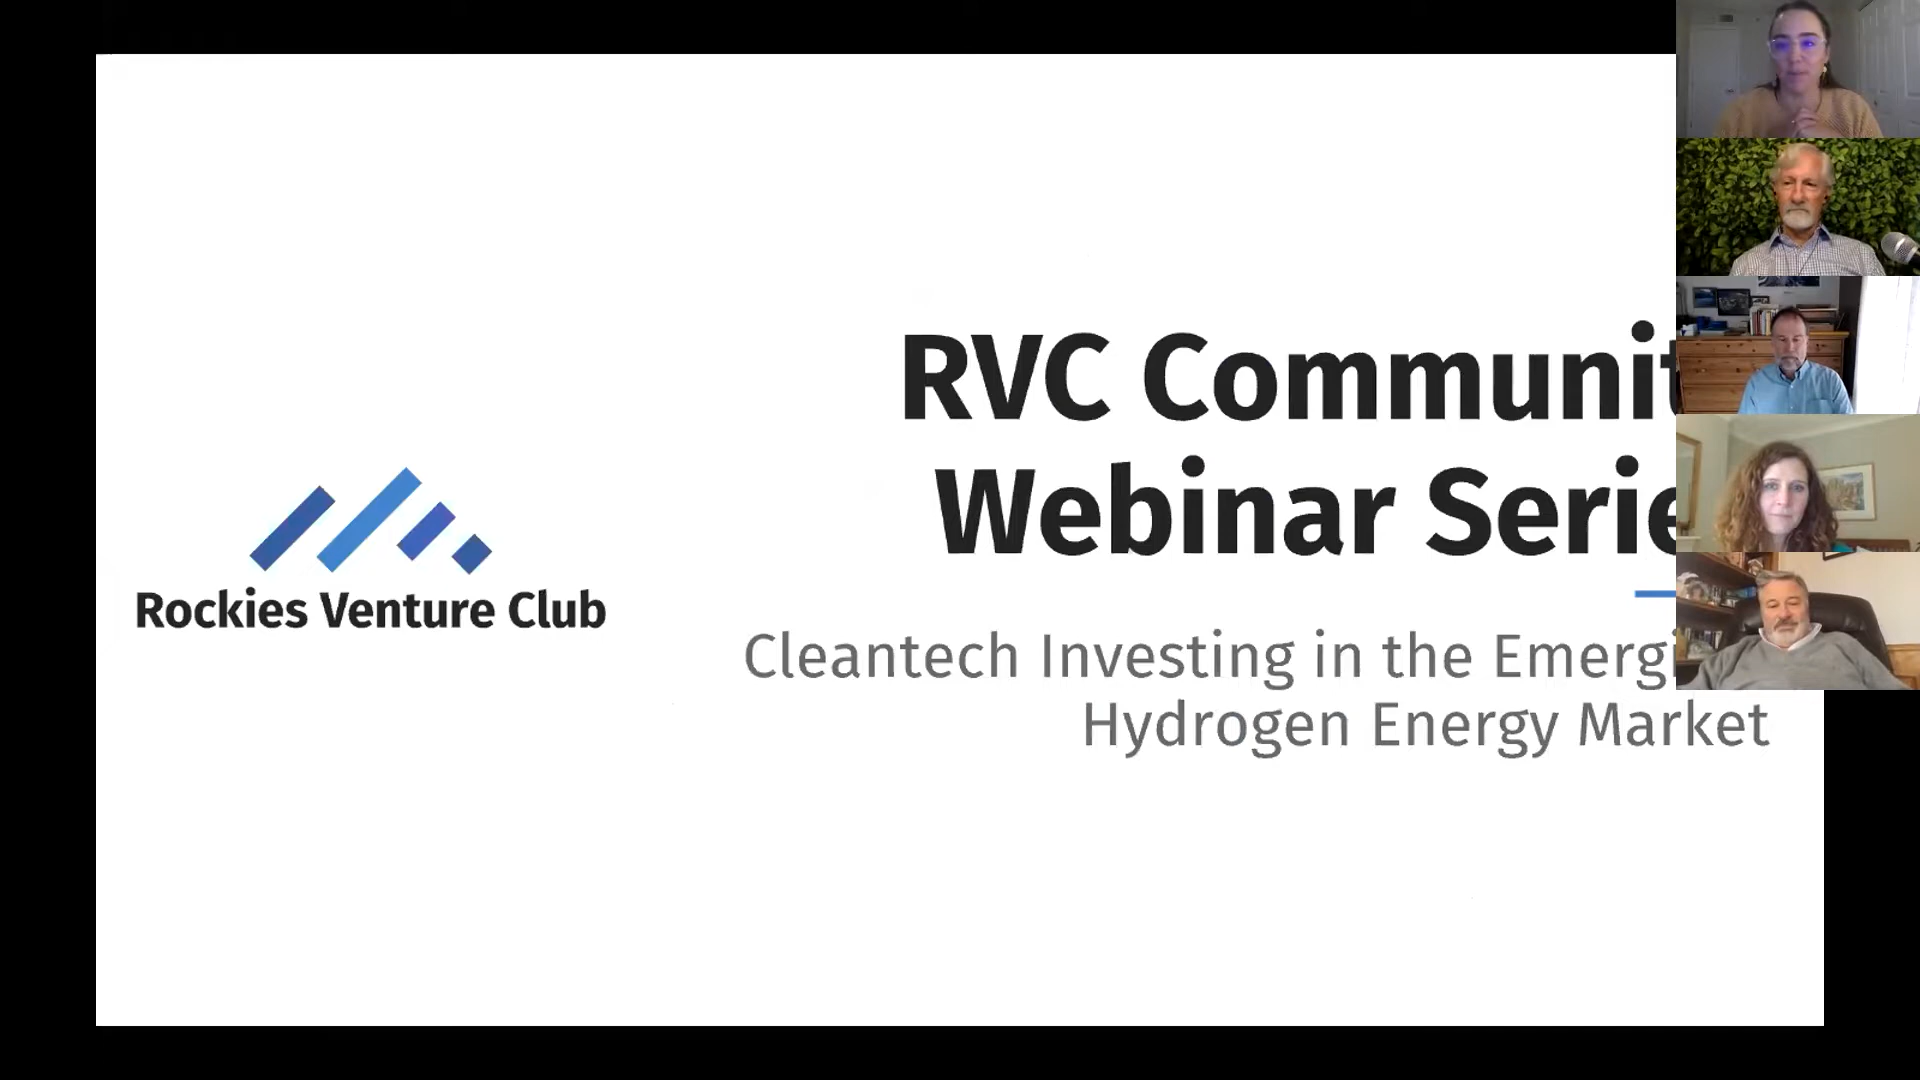 RVC Communit
Webinar Serie
Rockies Venture Club
Cleantech Investing in the Emergi
Hydrogen Energy Market